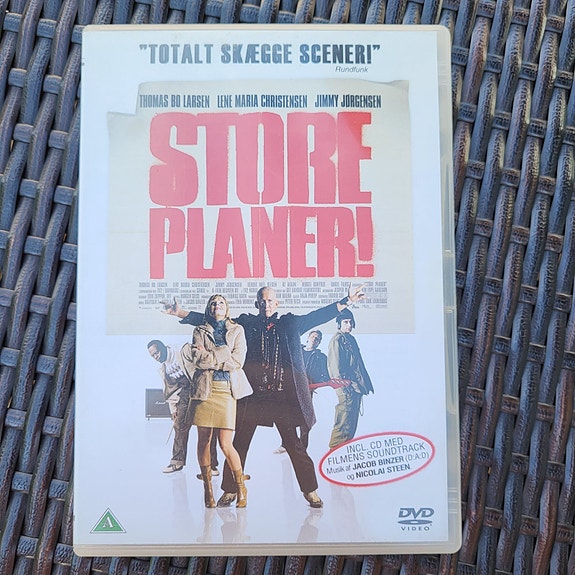 "TOTALT SKÆGGE SCENER!"
Rundfunk
THOMAS BO LARSEN LENE MARIA CHRISTENSEN JIMMY JØRGENSEN
STORE
PLANER!
INCL. CD MED
FILMENS SOUNDTRACK
Musik af JACOB BINZER (D:A:D)
og NICOLAI STEEN
A
DVD
VIDEO